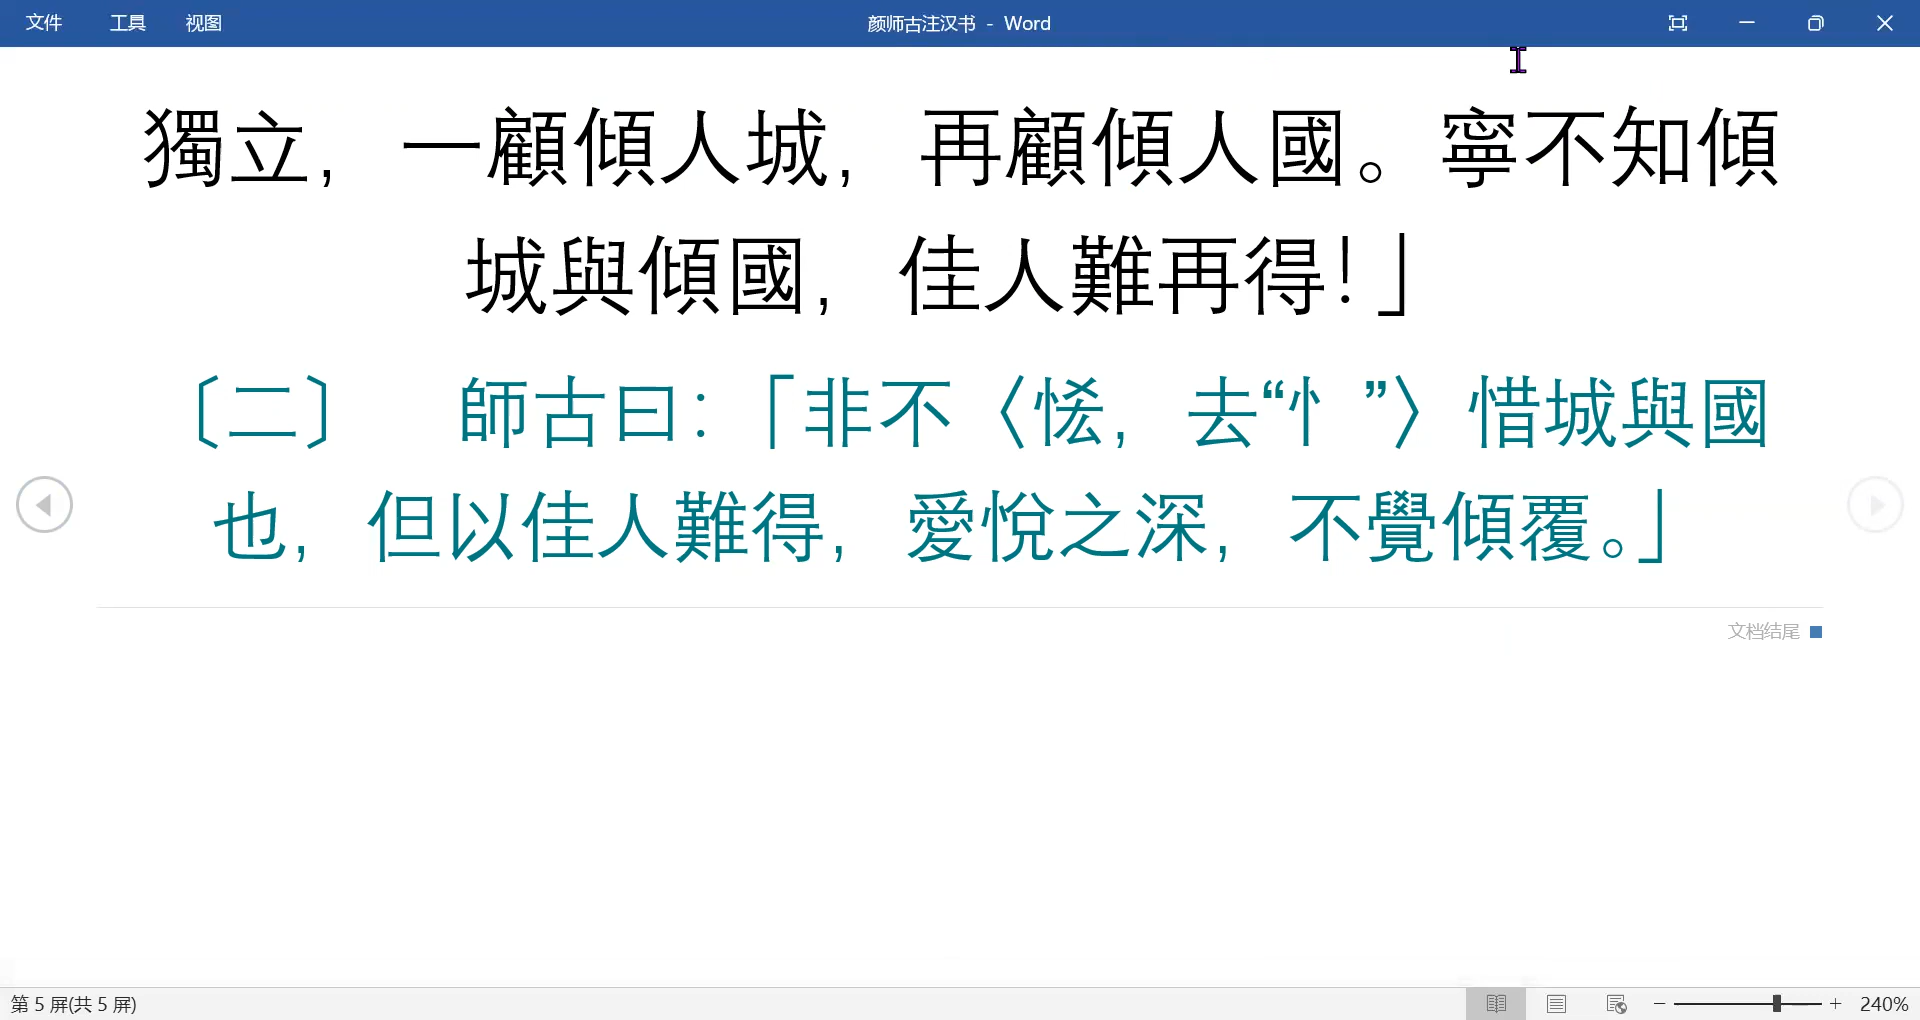 文件 工具 视图 颜师古注汉书 - Word
獨立，一顧傾人城，再顧傾人國。寧不知傾
城與傾國，佳人難再得！」
〔二〕 師古曰：「非不〈恡，去“忄”〉惜城與國
也，但以佳人難得，愛悅之深，不覺傾覆。」
文档结尾
第 5 屏(共 5 屏) 240%